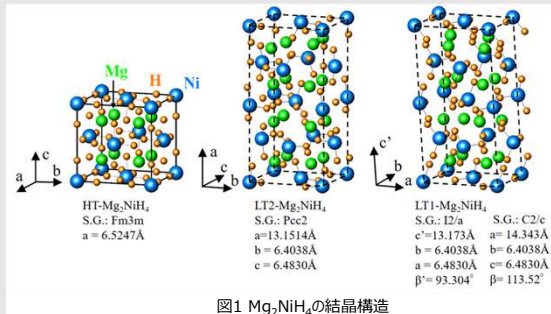 Mg
H
Ni
c
a
b
a
c
b
c’
b
a
HT-Mg₂NiH₄
S.G.: Fm3m
a = 6.5247Å
LT2-Mg₂NiH₄
S.G.: Pcc2
a=13.1514Å
b = 6.4038Å
c = 6.4830Å
LT1-Mg₂NiH₄
S.G.: I2/a
c’=13.173Å
b = 6.4038Å
a = 6.4830Å
β’= 93.304°
S.G.: C2/c
a= 14.343Å
b= 6.4038Å
c= 6.4830Å
β= 113.52°
図1 Mg₂NiH₄の結晶構造